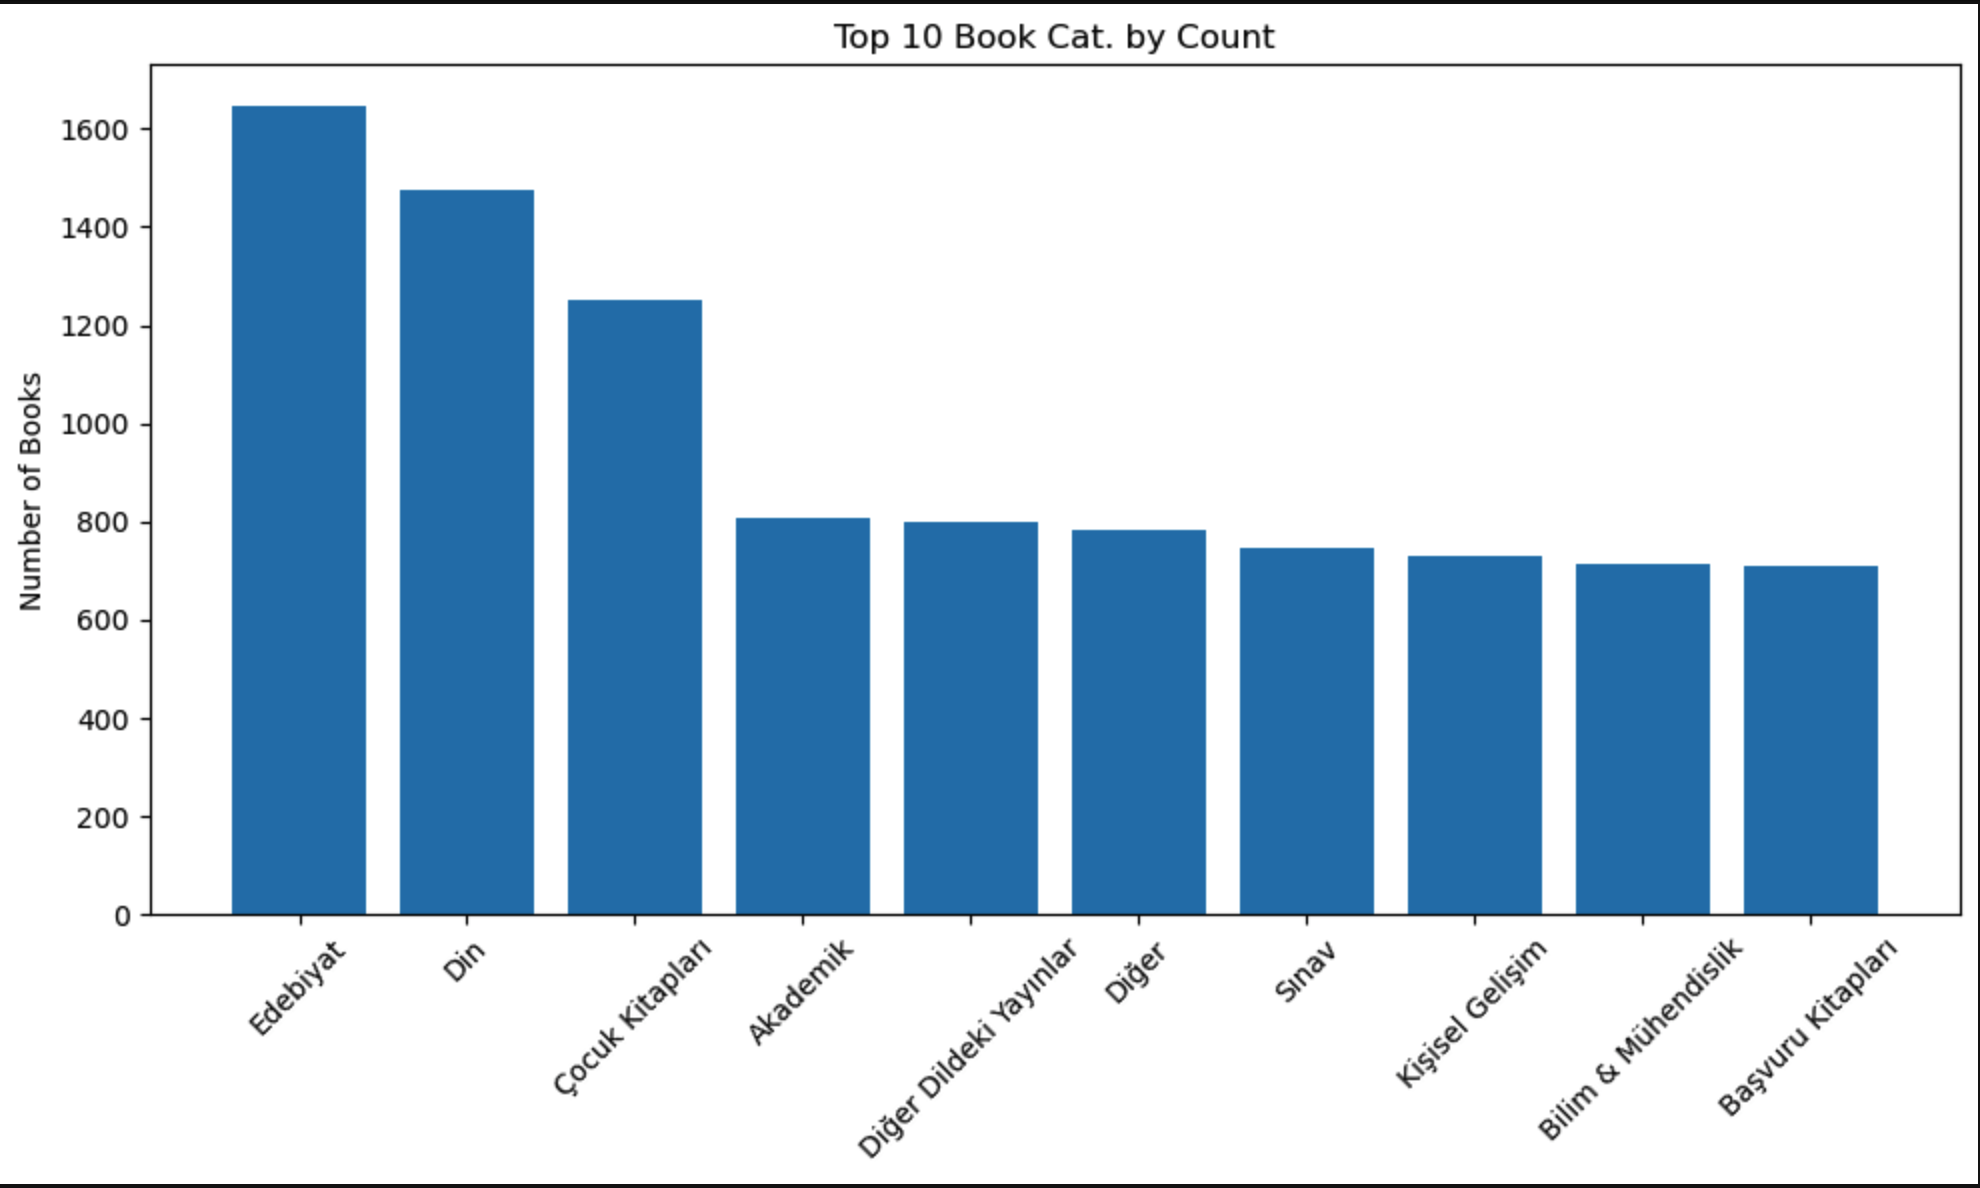 Top 10 Book Cat. by Count
Number of Books
1600
1400
1200
1000
800
600
400
200
0
Edebiyat
Din
Çocuk Kitapları
Akademik
Diğer Dildeki Yayınlar
Diğer
Sınav
Kişisel Gelişim
Bilim & Mühendislik
Başvuru Kitapları